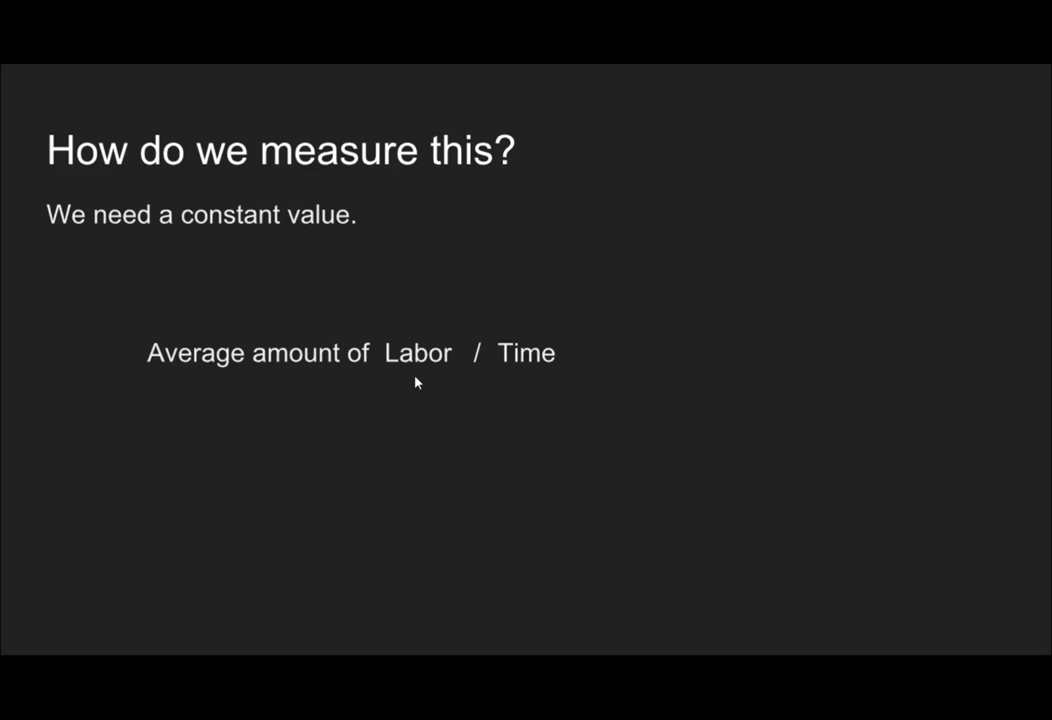 How do we measure this?
We need a constant value.
Average amount of Labor / Time